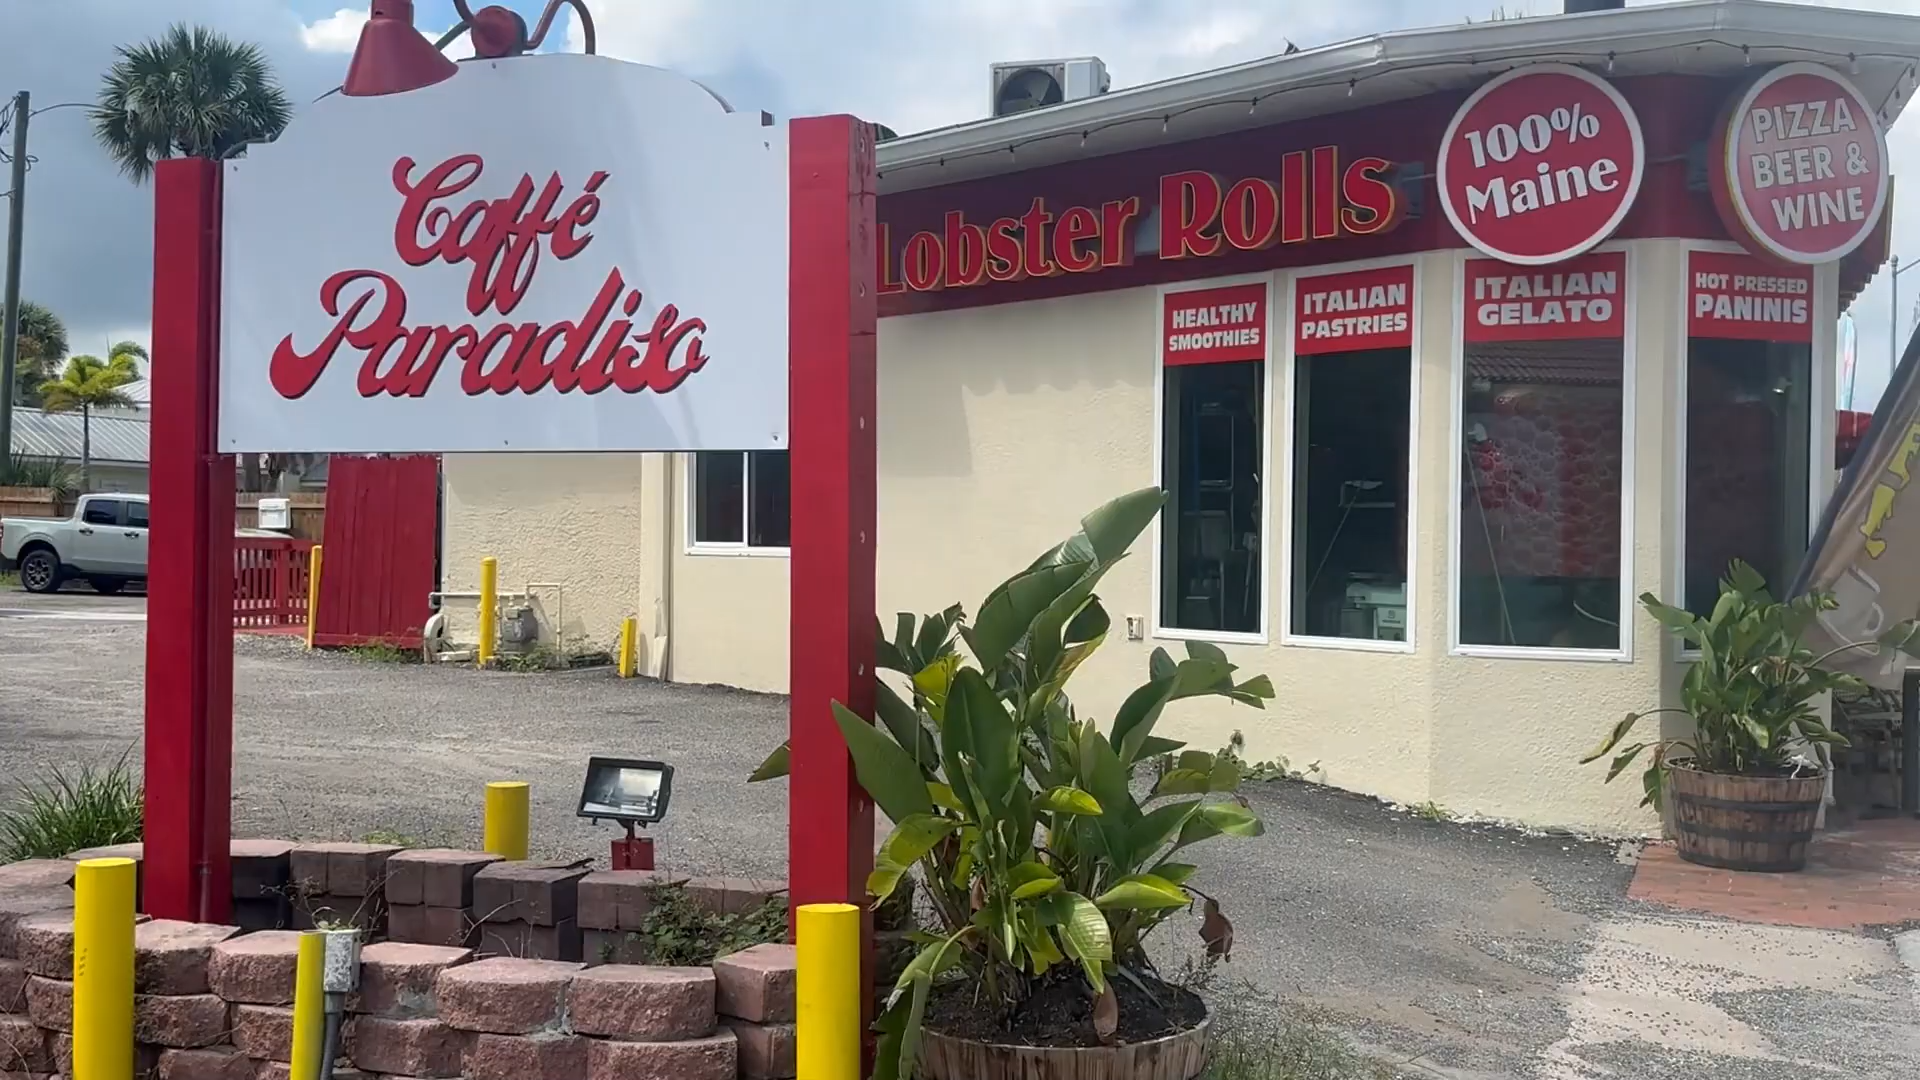 Caffé
Paradiso
Lobster Rolls
100%
Maine
PIZZA
BEER &
WINE
HEALTHY
SMOOTHIES
ITALIAN
PASTRIES
ITALIAN
GELATO
HOT PRESSED
PANINIS